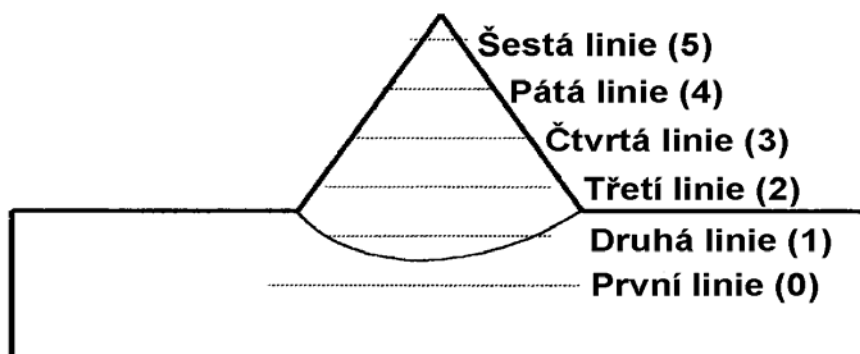 Šestá linie (5)
Pátá linie (4)
Čtvrtá linie (3)
Třetí linie (2)
Druhá linie (1)
První linie (0)